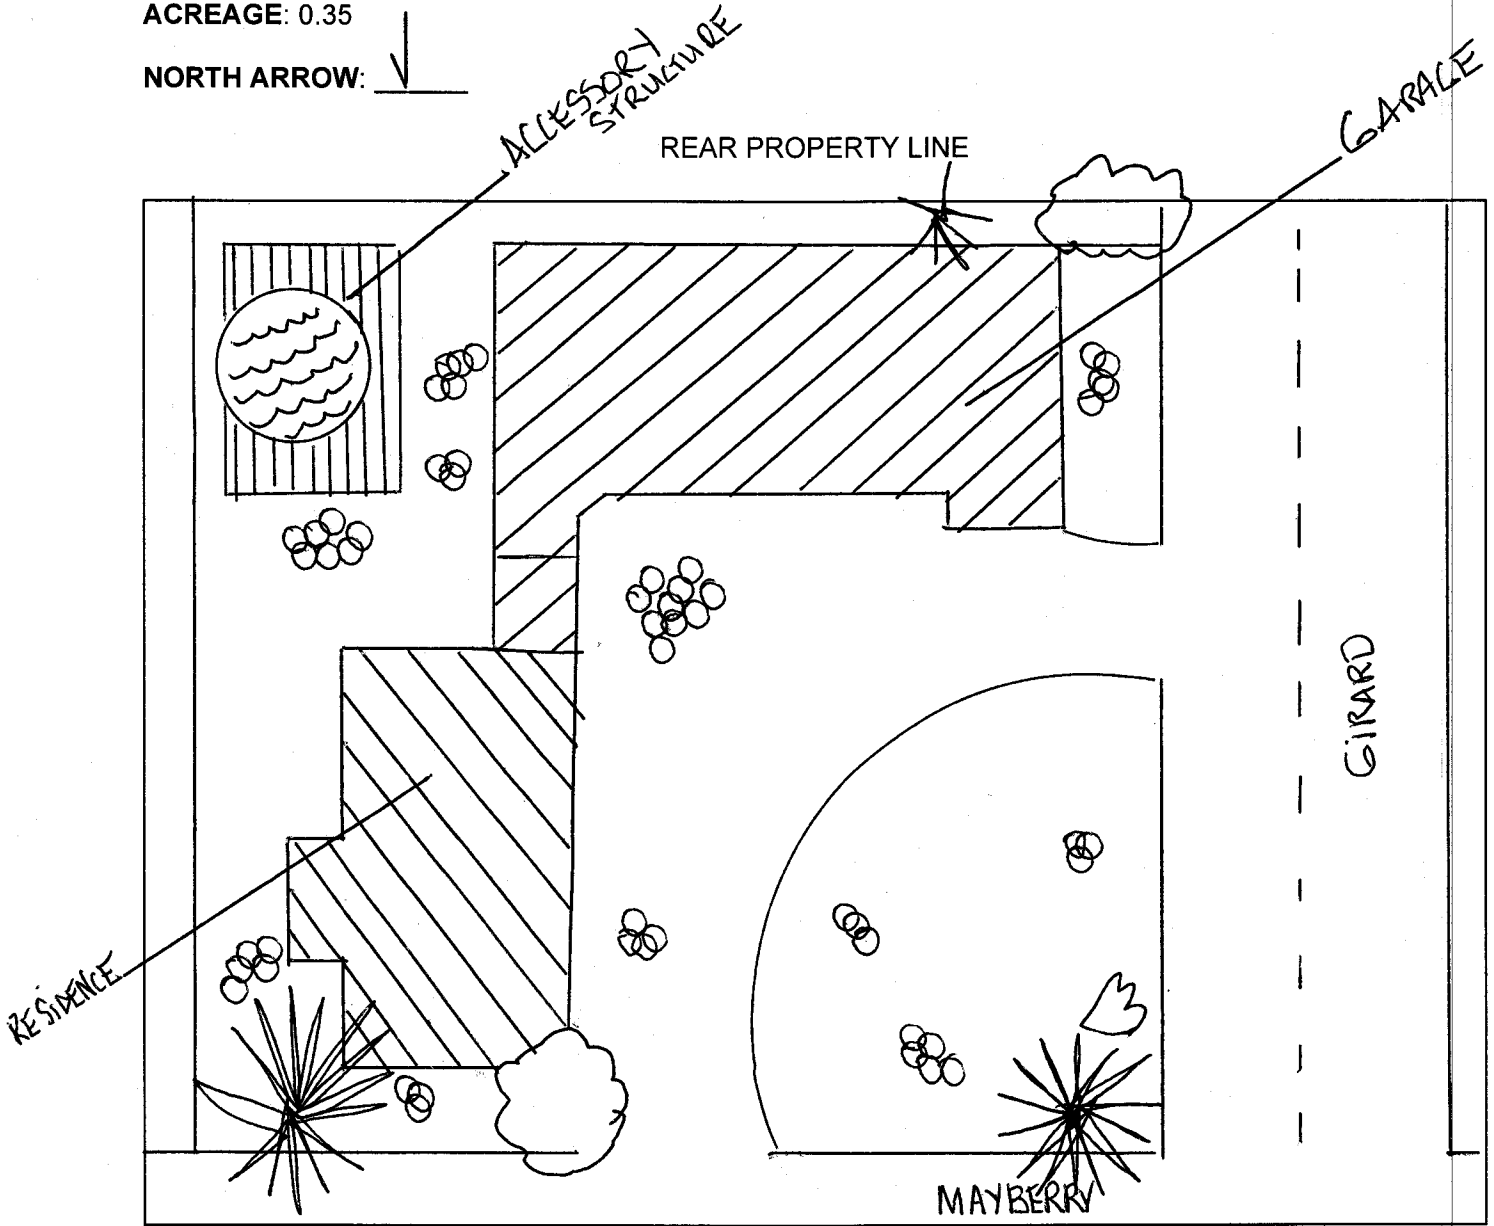 ACREAGE: 0.35
NORTH ARROW:
ACCESSORY
STRUCTURE
GARAGE
REAR PROPERTY LINE
GIRARD
RESIDENCE
MAYBERRY